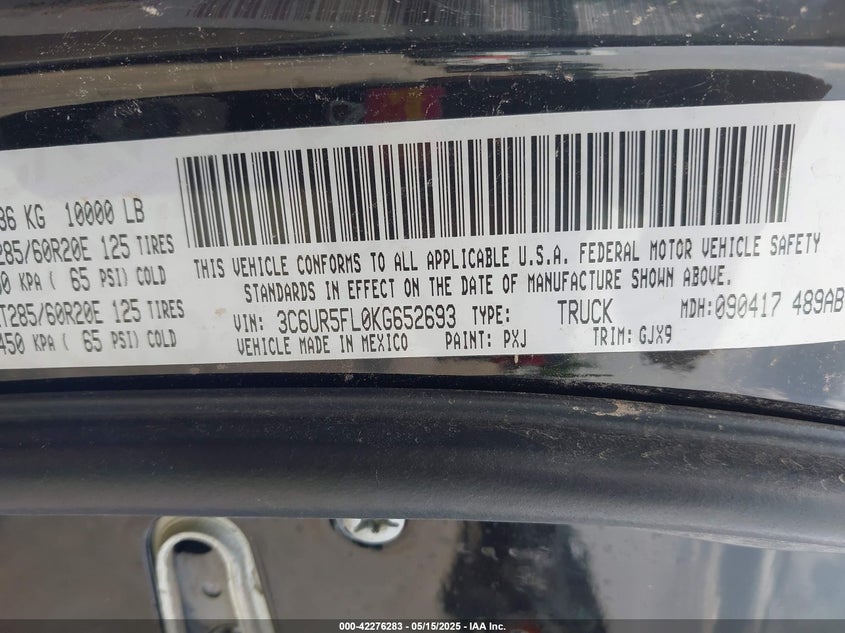 36 KG 10000 LB
285/60R20E 125 TIRES
0 KPA ( 65 PSI) COLD
T285/60R20E 125 TIRES
450 KPA ( 65 PSI) COLD
THIS VEHICLE CONFORMS TO ALL APPLICABLE U.S.A. FEDERAL MOTOR VEHICLE SAFETY
STANDARDS IN EFFECT ON THE DATE OF MANUFACTURE SHOWN ABOVE.
VIN: 3C6UR5FL0KG652693 TYPE: TRUCK MDH: 090417 489AB
VEHICLE MADE IN MEXICO PAINT: PXJ TRIM: GJX9
000-42276283 - 05/15/2025 - IAA Inc.